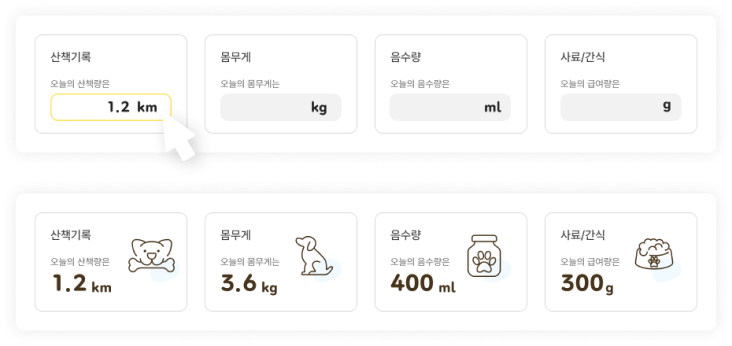 산책기록
오늘의 산책량은
1.2 km
몸무게
오늘의 몸무게는
kg
음수량
오늘의 음수량은
ml
사료/간식
오늘의 급여량은
g
산책기록
오늘의 산책량은
1.2 km
몸무게
오늘의 몸무게는
3.6 kg
음수량
오늘의 음수량은
400 ml
사료/간식
오늘의 급여량은
300g